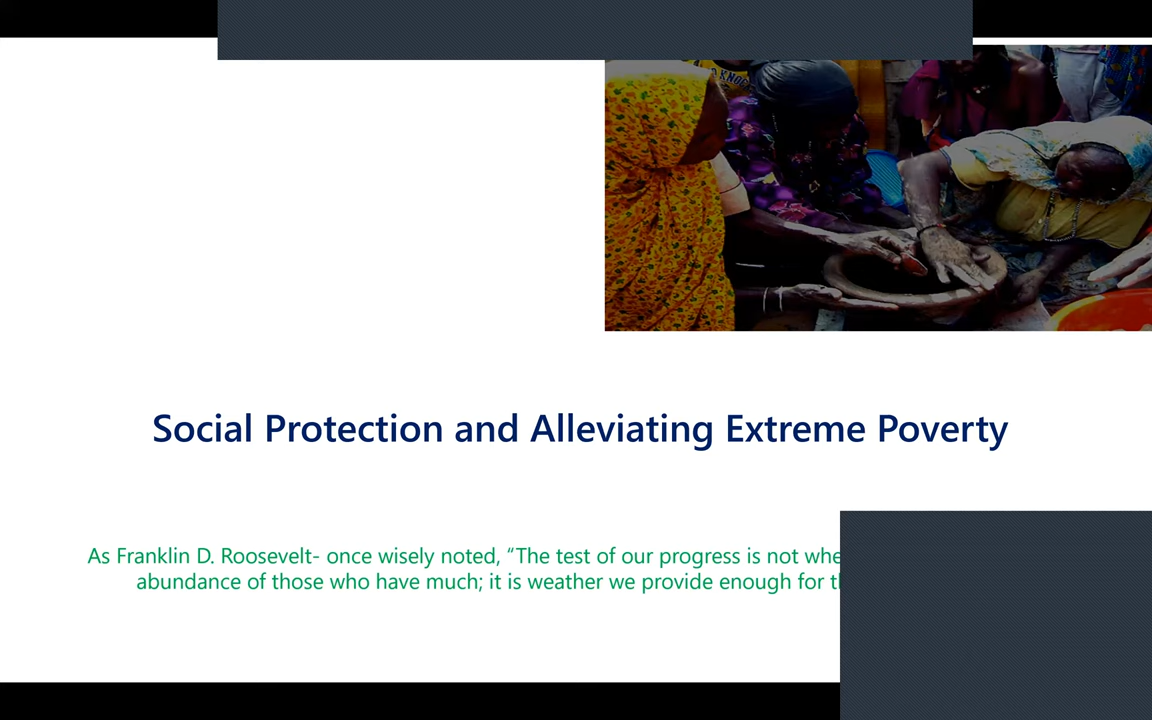 Social Protection and Alleviating Extreme Poverty
As Franklin D. Roosevelt- once wisely noted, “The test of our progress is not
abundance of those who have much; it is weather we provide enough for